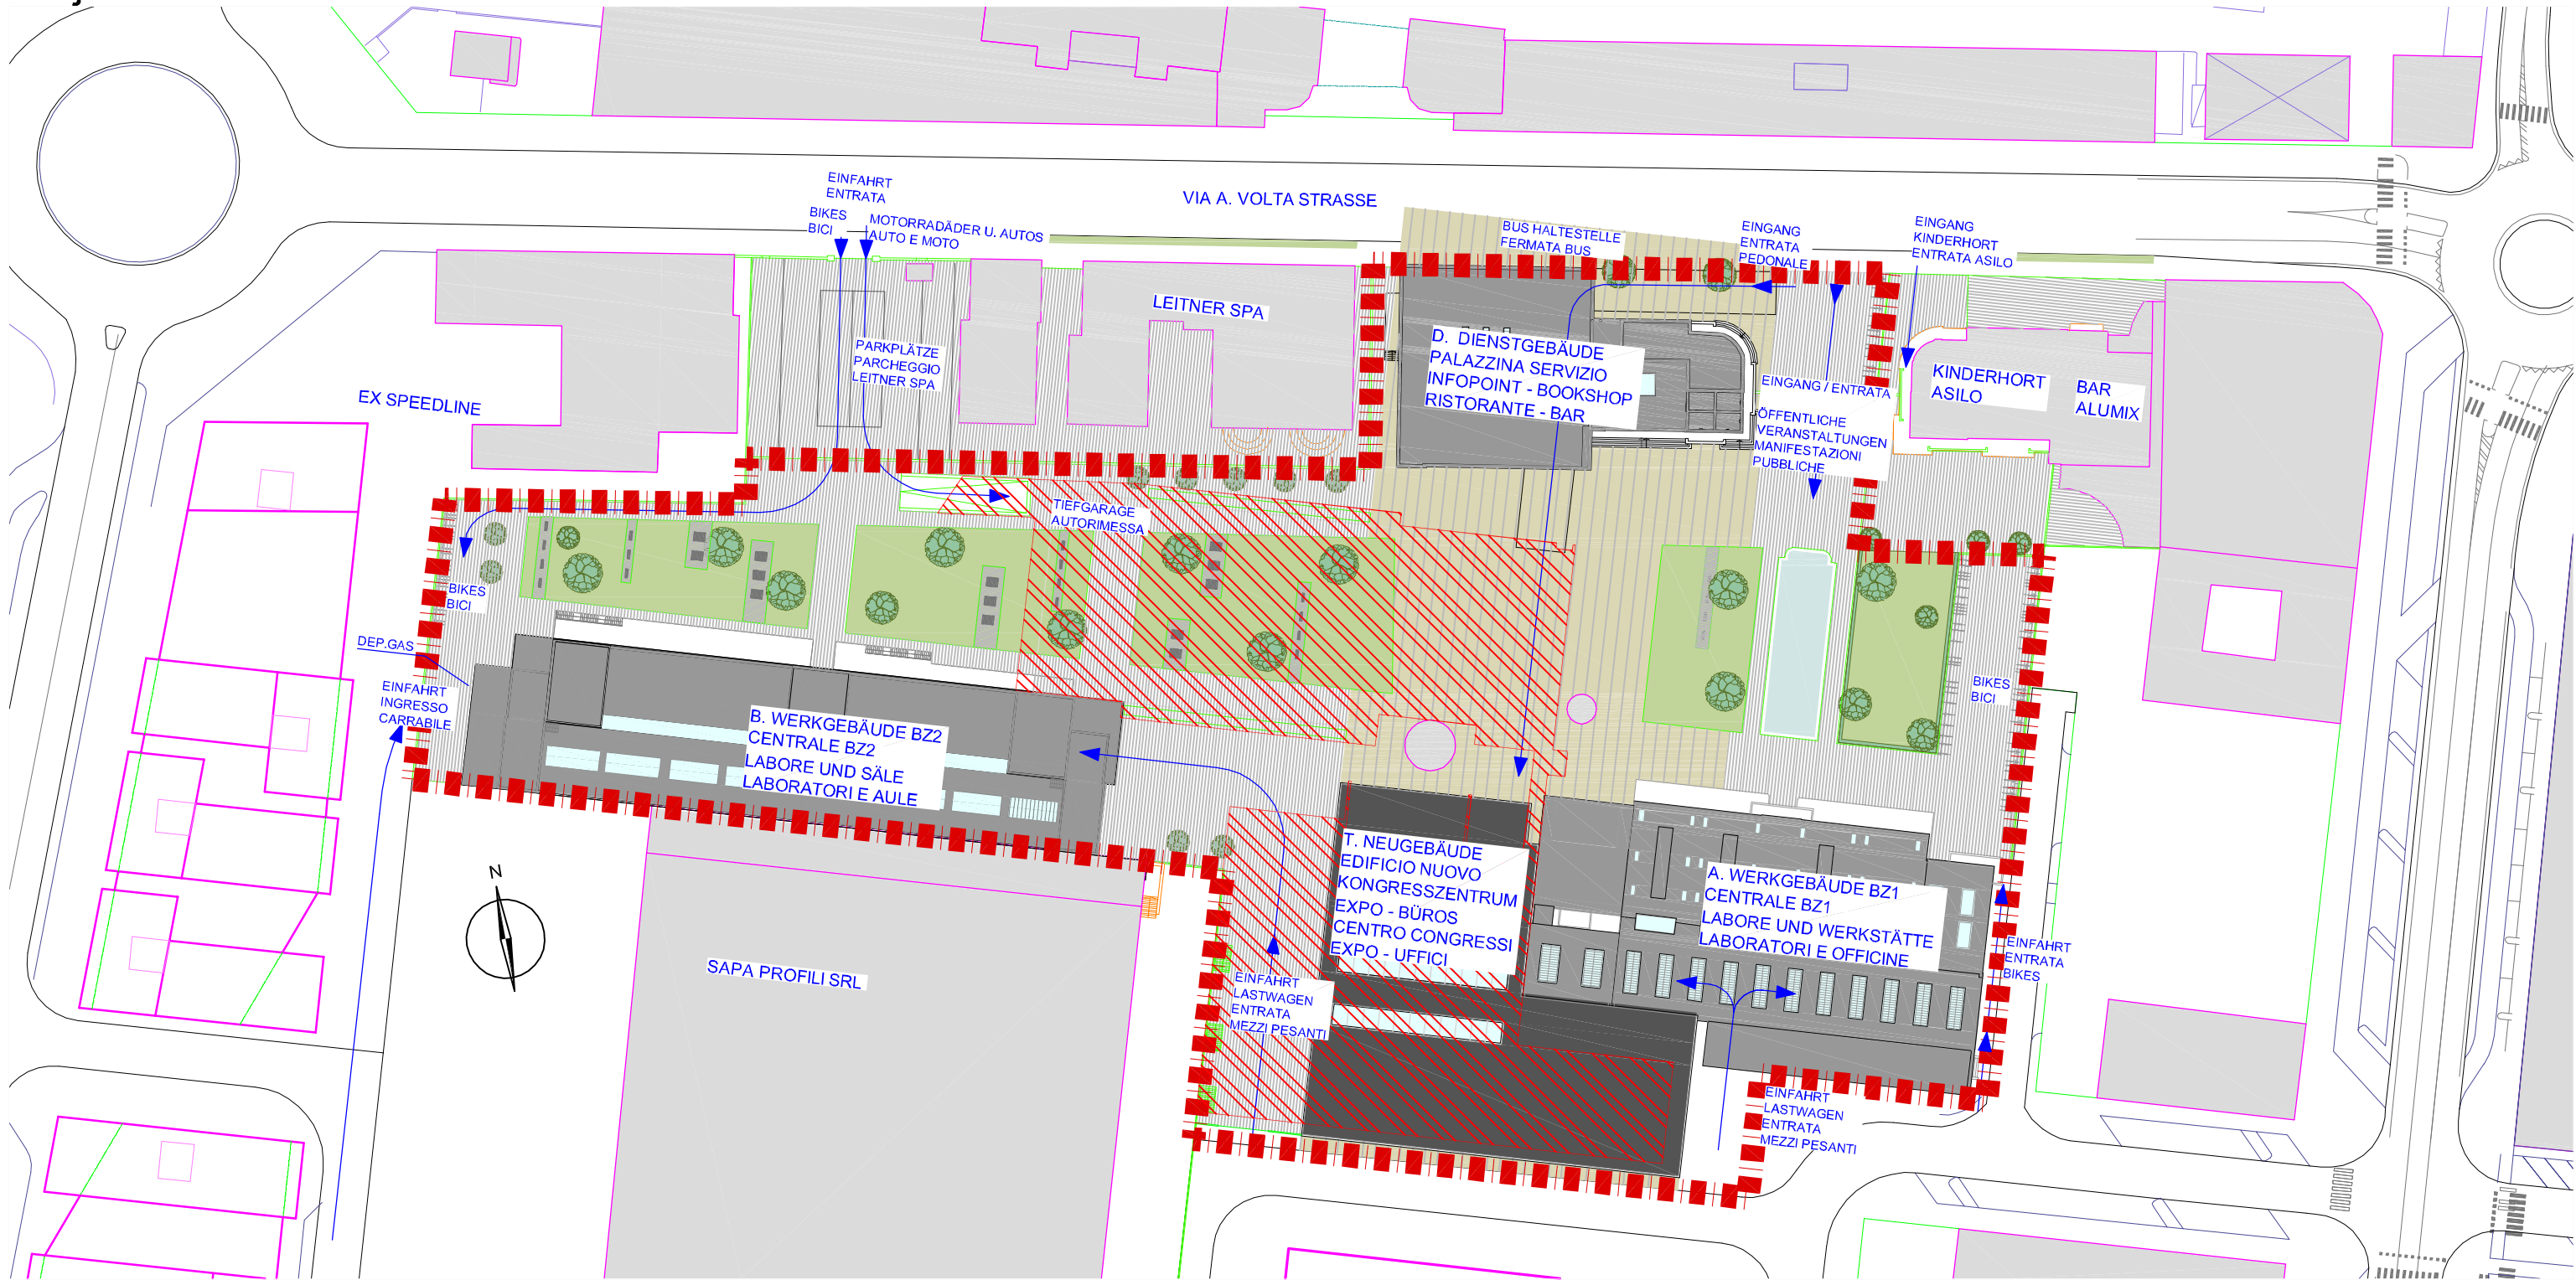 EINFAHRT
ENTRATA
BIKES
BICI
MOTORRADÄDER U. AUTOS
AUTO E MOTO
VIA A. VOLTA STRASSE
BUS HALTESTELLE
FERMATA BUS
EINGANG
ENTRATA
PEDONALE
EINGANG
KINDERHORT
ENTRATA ASILO
LEITNER SPA
PARKPLÄTZE
PARCHEGGIO
LEITNER SPA
EX SPEEDLINE
D. DIENSTGEBÄUDE
PALAZZINA SERVIZIO
INFOPOINT - BOOKSHOP
RISTORANTE - BAR
EINGANG / ENTRATA
ÖFFENTLICHE
VERANSTALTUNGEN
MANIFESTAZIONI
PUBBLICHE
KINDERHORT
ASILO
BAR
ALUMIX
TIEFGARAGE
AUTORIMESSA
BIKES
BICI
DEP.GAS
EINFAHRT
INGRESSO
CARRABILE
BIKES
BICI
B. WERKGEBÄUDE BZ2
CENTRALE BZ2
LABORE UND SÄLE
LABORATORI E AULE
N
SAPA PROFILI SRL
T. NEUGEBÄUDE
EDIFICIO NUOVO
KONGRESSZENTRUM
EXPO - BÜROS
CENTRO CONGRESSI
EXPO - UFFICI
A. WERKGEBÄUDE BZ1
CENTRALE BZ1
LABORE UND WERKSTÄTTE
LABORATORI E OFFICINE
EINFAHRT
ENTRATA
BIKES
EINFAHRT
LASTWAGEN
ENTRATA
MEZZI PESANTI
EINFAHRT
LASTWAGEN
ENTRATA
MEZZI PESANTI